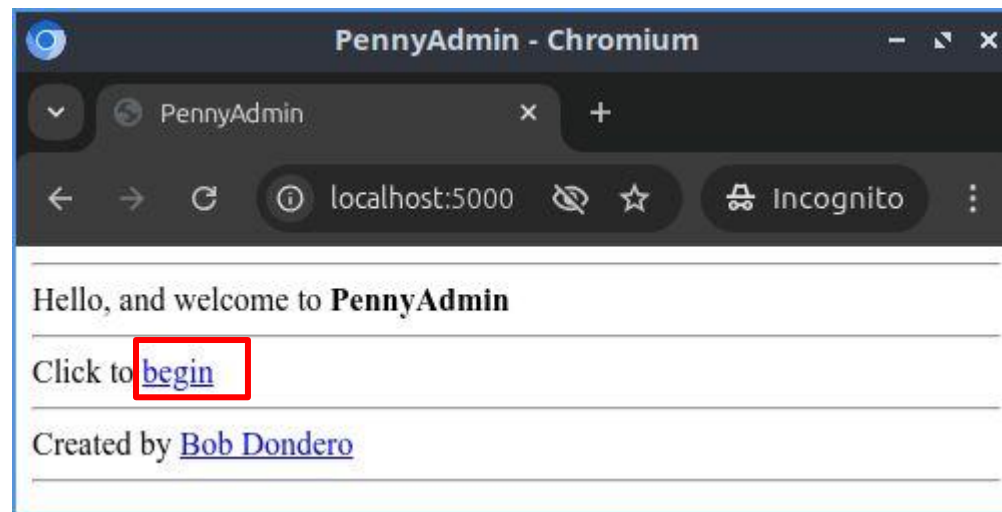 PennyAdmin - Chromium
PennyAdmin
localhost:5000 Incognito
Hello, and welcome to PennyAdmin
Click to begin
Created by Bob Dondero